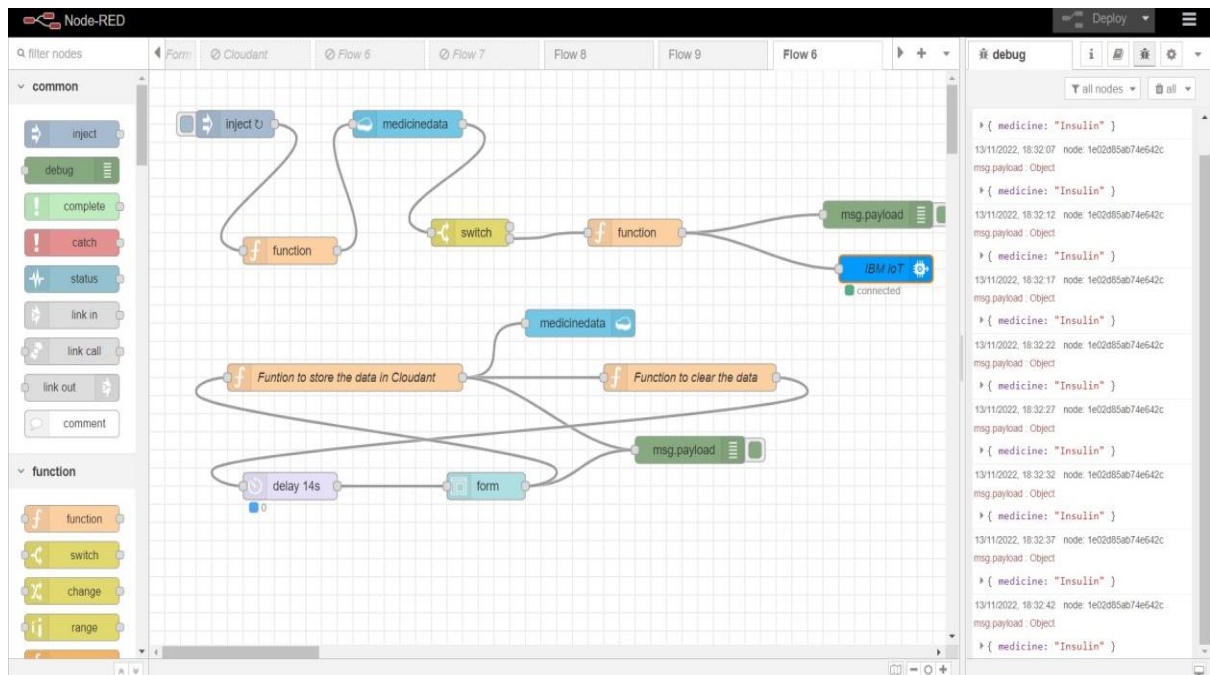 Node-RED
Deploy
filter nodes
Form
Cloudant
Flow 6
Flow 7
Flow 8
Flow 9
Flow 6
debug
i
all nodes
all
common
inject
debug
complete
catch
status
link in
link call
link out
comment
function
function
switch
change
range
inject ↻
medicinedata
function
switch
function
msg.payload
IBM IoT
connected
medicinedata
Funtion to store the data in Cloudant
Function to clear the data
msg.payload
delay 14s
0
form
{ medicine: "Insulin" }
13/11/2022, 18:32:07 node: 1e02d85ab74e642c
msg.payload : Object
{ medicine: "Insulin" }
13/11/2022, 18:32:12 node: 1e02d85ab74e642c
msg.payload : Object
{ medicine: "Insulin" }
13/11/2022, 18:32:17 node: 1e02d85ab74e642c
msg.payload : Object
{ medicine: "Insulin" }
13/11/2022, 18:32:22 node: 1e02d85ab74e642c
msg.payload : Object
{ medicine: "Insulin" }
13/11/2022, 18:32:27 node: 1e02d85ab74e642c
msg.payload : Object
{ medicine: "Insulin" }
13/11/2022, 18:32:32 node: 1e02d85ab74e642c
msg.payload : Object
{ medicine: "Insulin" }
13/11/2022, 18:32:37 node: 1e02d85ab74e642c
msg.payload : Object
{ medicine: "Insulin" }
13/11/2022, 18:32:42 node: 1e02d85ab74e642c
msg.payload : Object
{ medicine: "Insulin" }